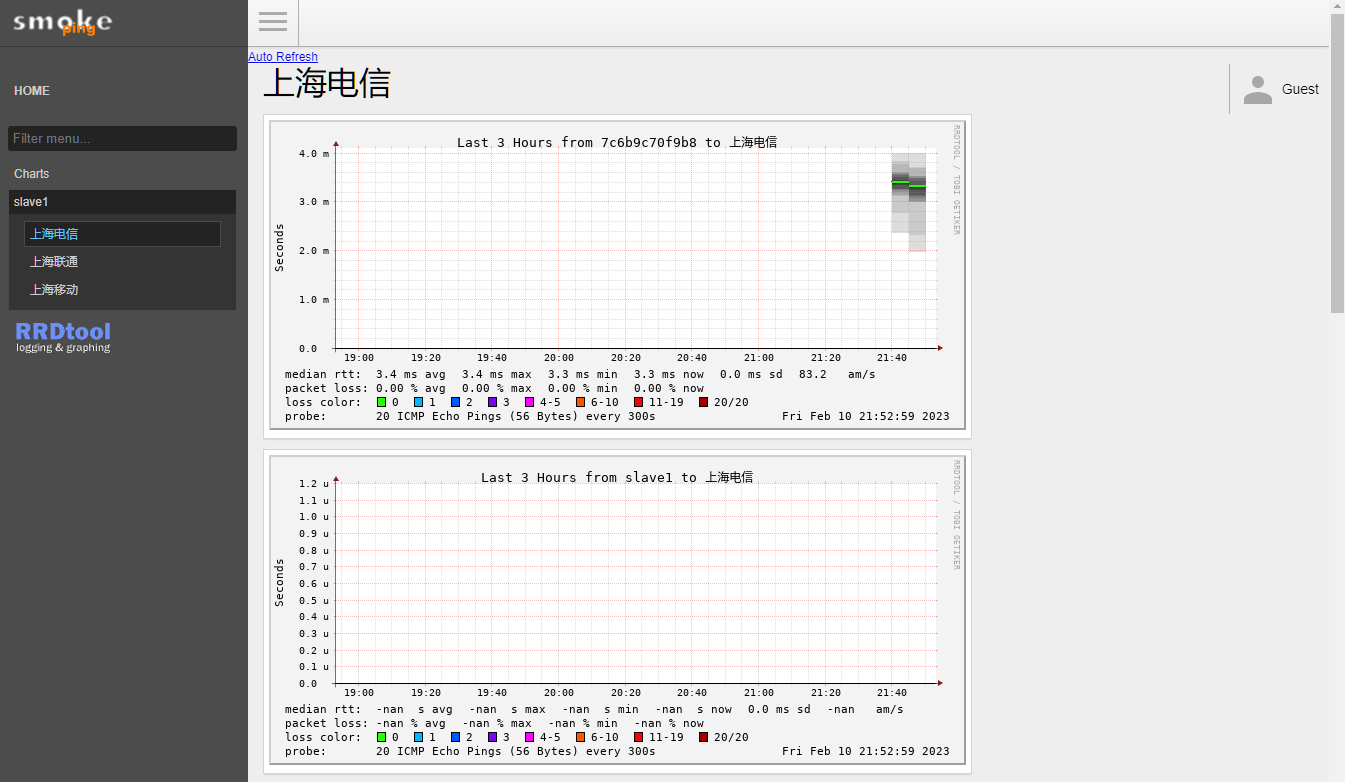 smoke
ping
HOME
Filter menu...
Charts
slave1
上海电信
上海联通
上海移动
RRDtool
logging & graphing
Auto Refresh
上海电信
Guest
Last 3 Hours from 7c6b9c70f9b8 to 上海电信
RRDTOOL / TOBI OETIKER
Seconds
4.0 m
3.0 m
2.0 m
1.0 m
0.0
19:00 19:20 19:40 20:00 20:20 20:40 21:00 21:20 21:40
median rtt: 3.4 ms avg 3.4 ms max 3.3 ms min 3.3 ms now 0.0 ms sd 83.2 am/s
packet loss: 0.00 % avg 0.00 % max 0.00 % min 0.00 % now
loss color: 0 1 2 3 4-5 6-10 11-19 20/20
probe: 20 ICMP Echo Pings (56 Bytes) every 300s Fri Feb 10 21:52:59 2023
Last 3 Hours from slave1 to 上海电信
RRDTOOL / TOBI OETIKER
Seconds
1.2 u
1.1 u
1.0 u
0.9 u
0.8 u
0.7 u
0.6 u
0.5 u
0.4 u
0.3 u
0.2 u
0.1 u
0.0
19:00 19:20 19:40 20:00 20:20 20:40 21:00 21:20 21:40
median rtt: -nan s avg -nan s max -nan s min -nan s now 0.0 ms sd -nan am/s
packet loss: -nan % avg -nan % max -nan % min -nan % now
loss color: 0 1 2 3 4-5 6-10 11-19 20/20
probe: 20 ICMP Echo Pings (56 Bytes) every 300s Fri Feb 10 21:52:59 2023